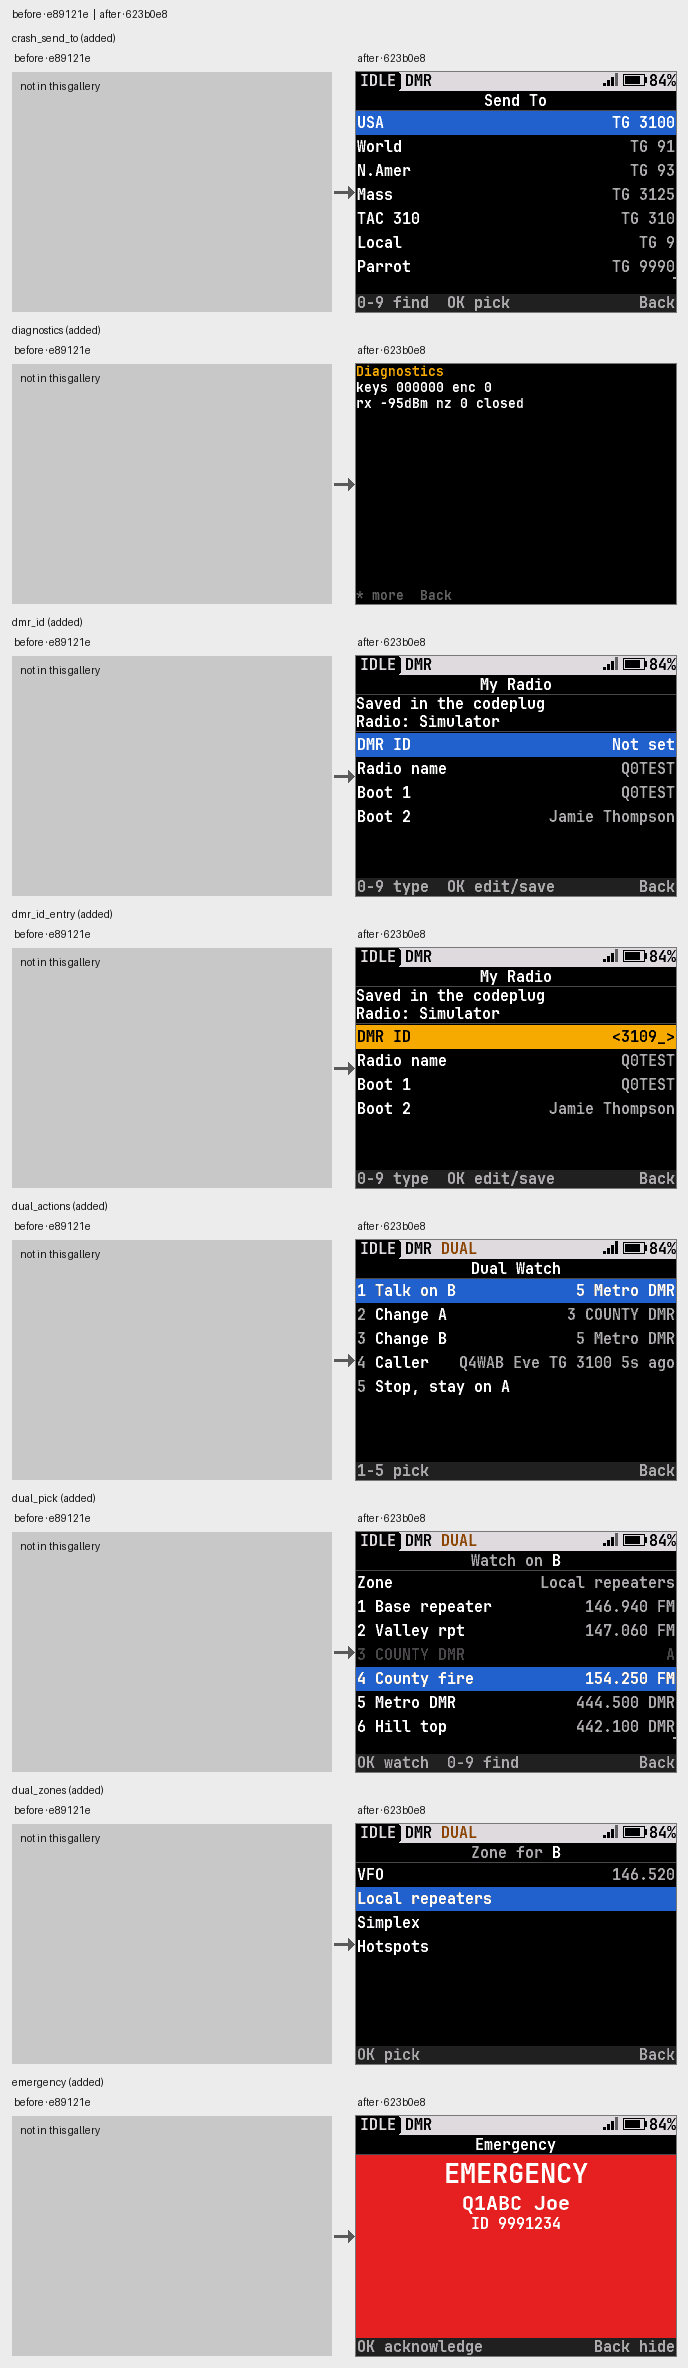 before · e89121e | after · 623b0e8
crash_send_to (added)
before · e89121e
after · 623b0e8
not in this gallery
IDLE DMR 84%
Send To
USA TG 3100
World TG 91
N.Amer TG 93
Mass TG 3125
TAC 310 TG 310
Local TG 9
Parrot TG 9990
0-9 find OK pick Back
diagnostics (added)
before · e89121e
after · 623b0e8
not in this gallery
Diagnostics
keys 000000 enc 0
rx -95dBm nz 0 closed
* more Back
dmr_id (added)
before · e89121e
after · 623b0e8
not in this gallery
IDLE DMR 84%
My Radio
Saved in the codeplug
Radio: Simulator
DMR ID Not set
Radio name Q0TEST
Boot 1 Q0TEST
Boot 2 Jamie Thompson
0-9 type OK edit/save Back
dmr_id_entry (added)
before · e89121e
after · 623b0e8
not in this gallery
IDLE DMR 84%
My Radio
Saved in the codeplug
Radio: Simulator
DMR ID <3109_>
Radio name Q0TEST
Boot 1 Q0TEST
Boot 2 Jamie Thompson
0-9 type OK edit/save Back
dual_actions (added)
before · e89121e
after · 623b0e8
not in this gallery
IDLE DMR DUAL 84%
Dual Watch
1 Talk on B 5 Metro DMR
2 Change A 3 COUNTY DMR
3 Change B 5 Metro DMR
4 Caller Q4WAB Eve TG 3100 5s ago
5 Stop, stay on A
1-5 pick Back
dual_pick (added)
before · e89121e
after · 623b0e8
not in this gallery
IDLE DMR DUAL 84%
Watch on B
Zone Local repeaters
1 Base repeater 146.940 FM
2 Valley rpt 147.060 FM
3 COUNTY DMR A
4 County fire 154.250 FM
5 Metro DMR 444.500 DMR
6 Hill top 442.100 DMR
OK watch 0-9 find Back
dual_zones (added)
before · e89121e
after · 623b0e8
not in this gallery
IDLE DMR DUAL 84%
Zone for B
VFO 146.520
Local repeaters
Simplex
Hotspots
OK pick Back
emergency (added)
before · e89121e
after · 623b0e8
not in this gallery
IDLE DMR 84%
Emergency
EMERGENCY
Q1ABC Joe
ID 9991234
OK acknowledge Back hide